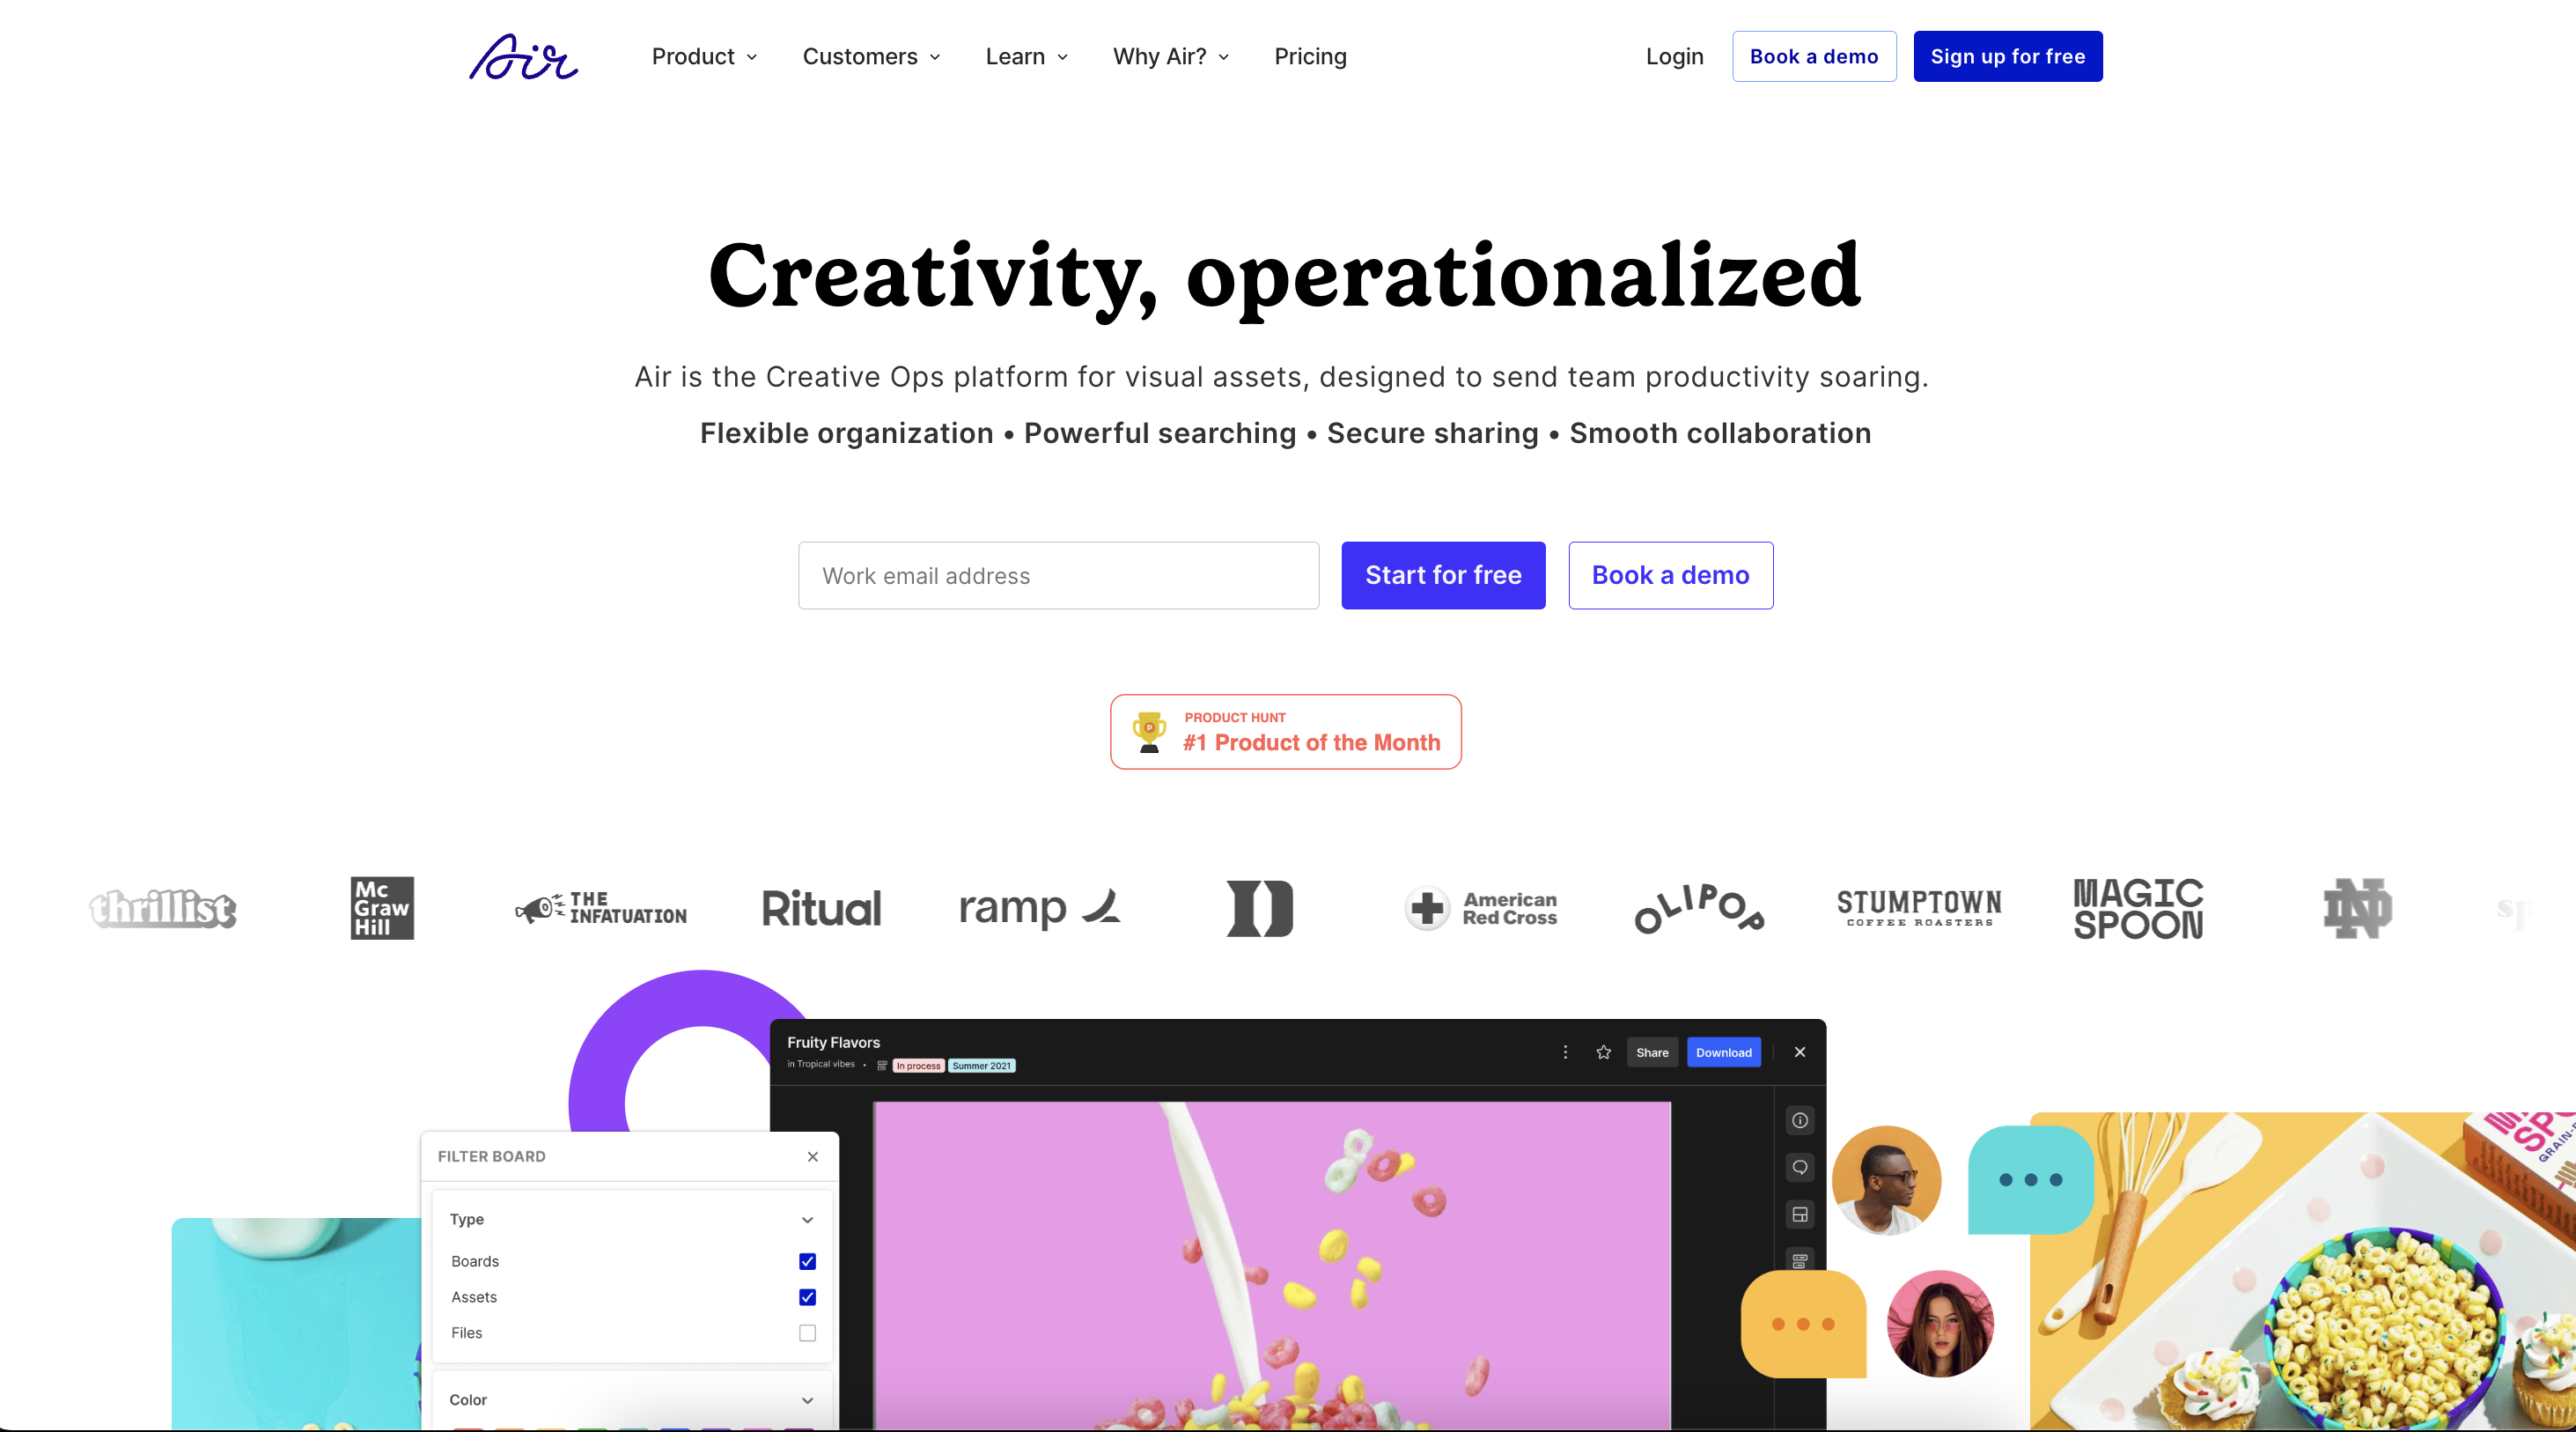 Air
Product
Customers
Learn
Why Air?
Pricing
Login
Book a demo
Sign up for free
Creativity, operationalized
Air is the Creative Ops platform for visual assets, designed to send team productivity soaring.
Flexible organization • Powerful searching • Secure sharing • Smooth collaboration
Work email address
Start for free
Book a demo
PRODUCT HUNT
#1 Product of the Month
thrillist
Mc
Graw
Hill
THE
INFATUATION
Ritual
ramp
D
American
Red Cross
OLIPOP
STUMPTOWN
COFFEE ROASTERS
MAGIC
SPOON
ND
Fruity Flavors
in Tropical vibes • In process Summer 2021
Share
Download
FILTER BOARD
Type
Boards
Assets
Files
Color